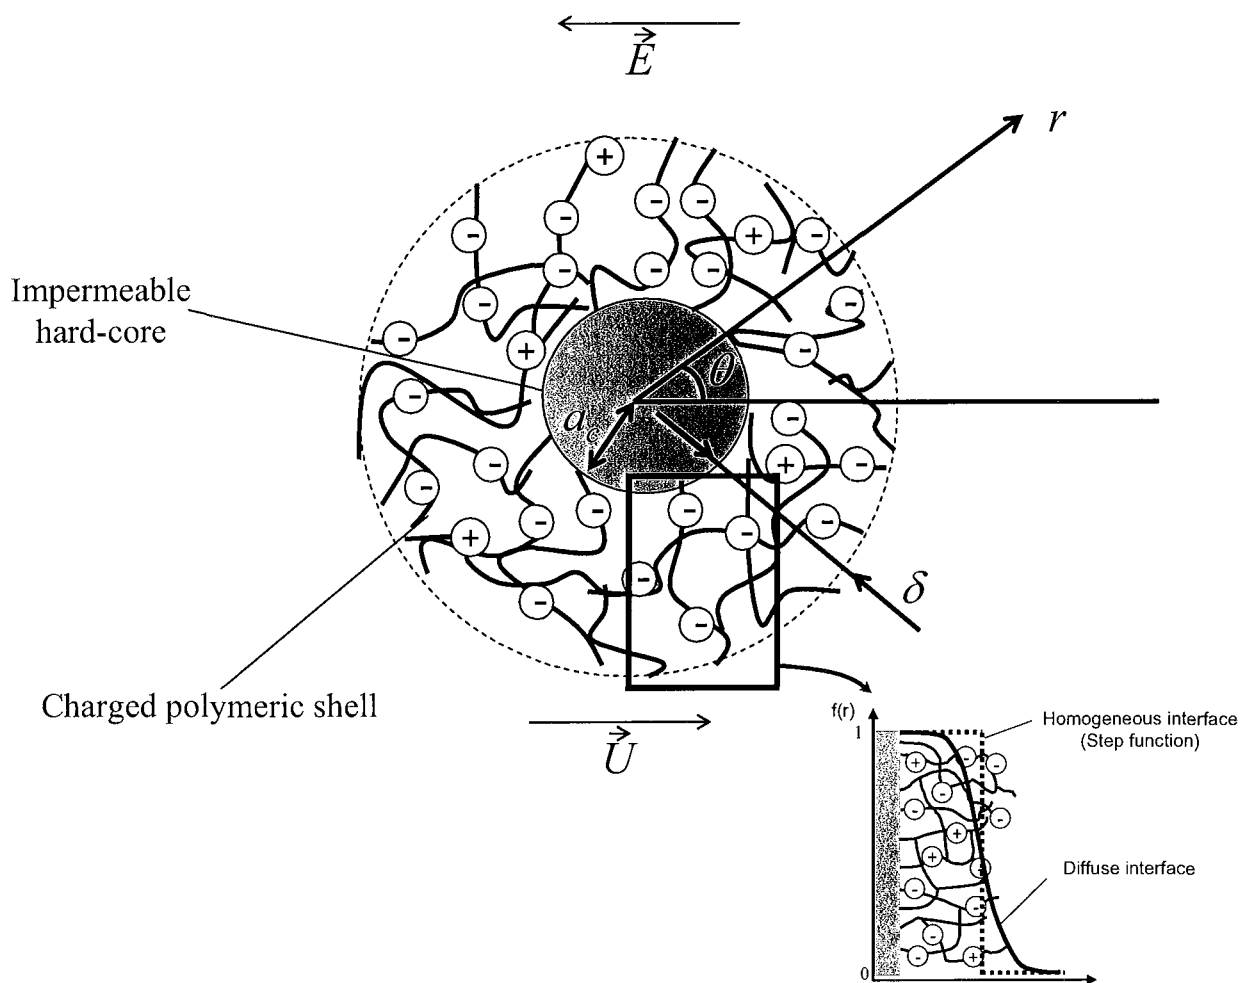 E
r
Impermeable
hard-core
θ
a_c
δ
Charged polymeric shell
U
f(r)
1
Homogeneous interface
(Step function)
Diffuse interface
0